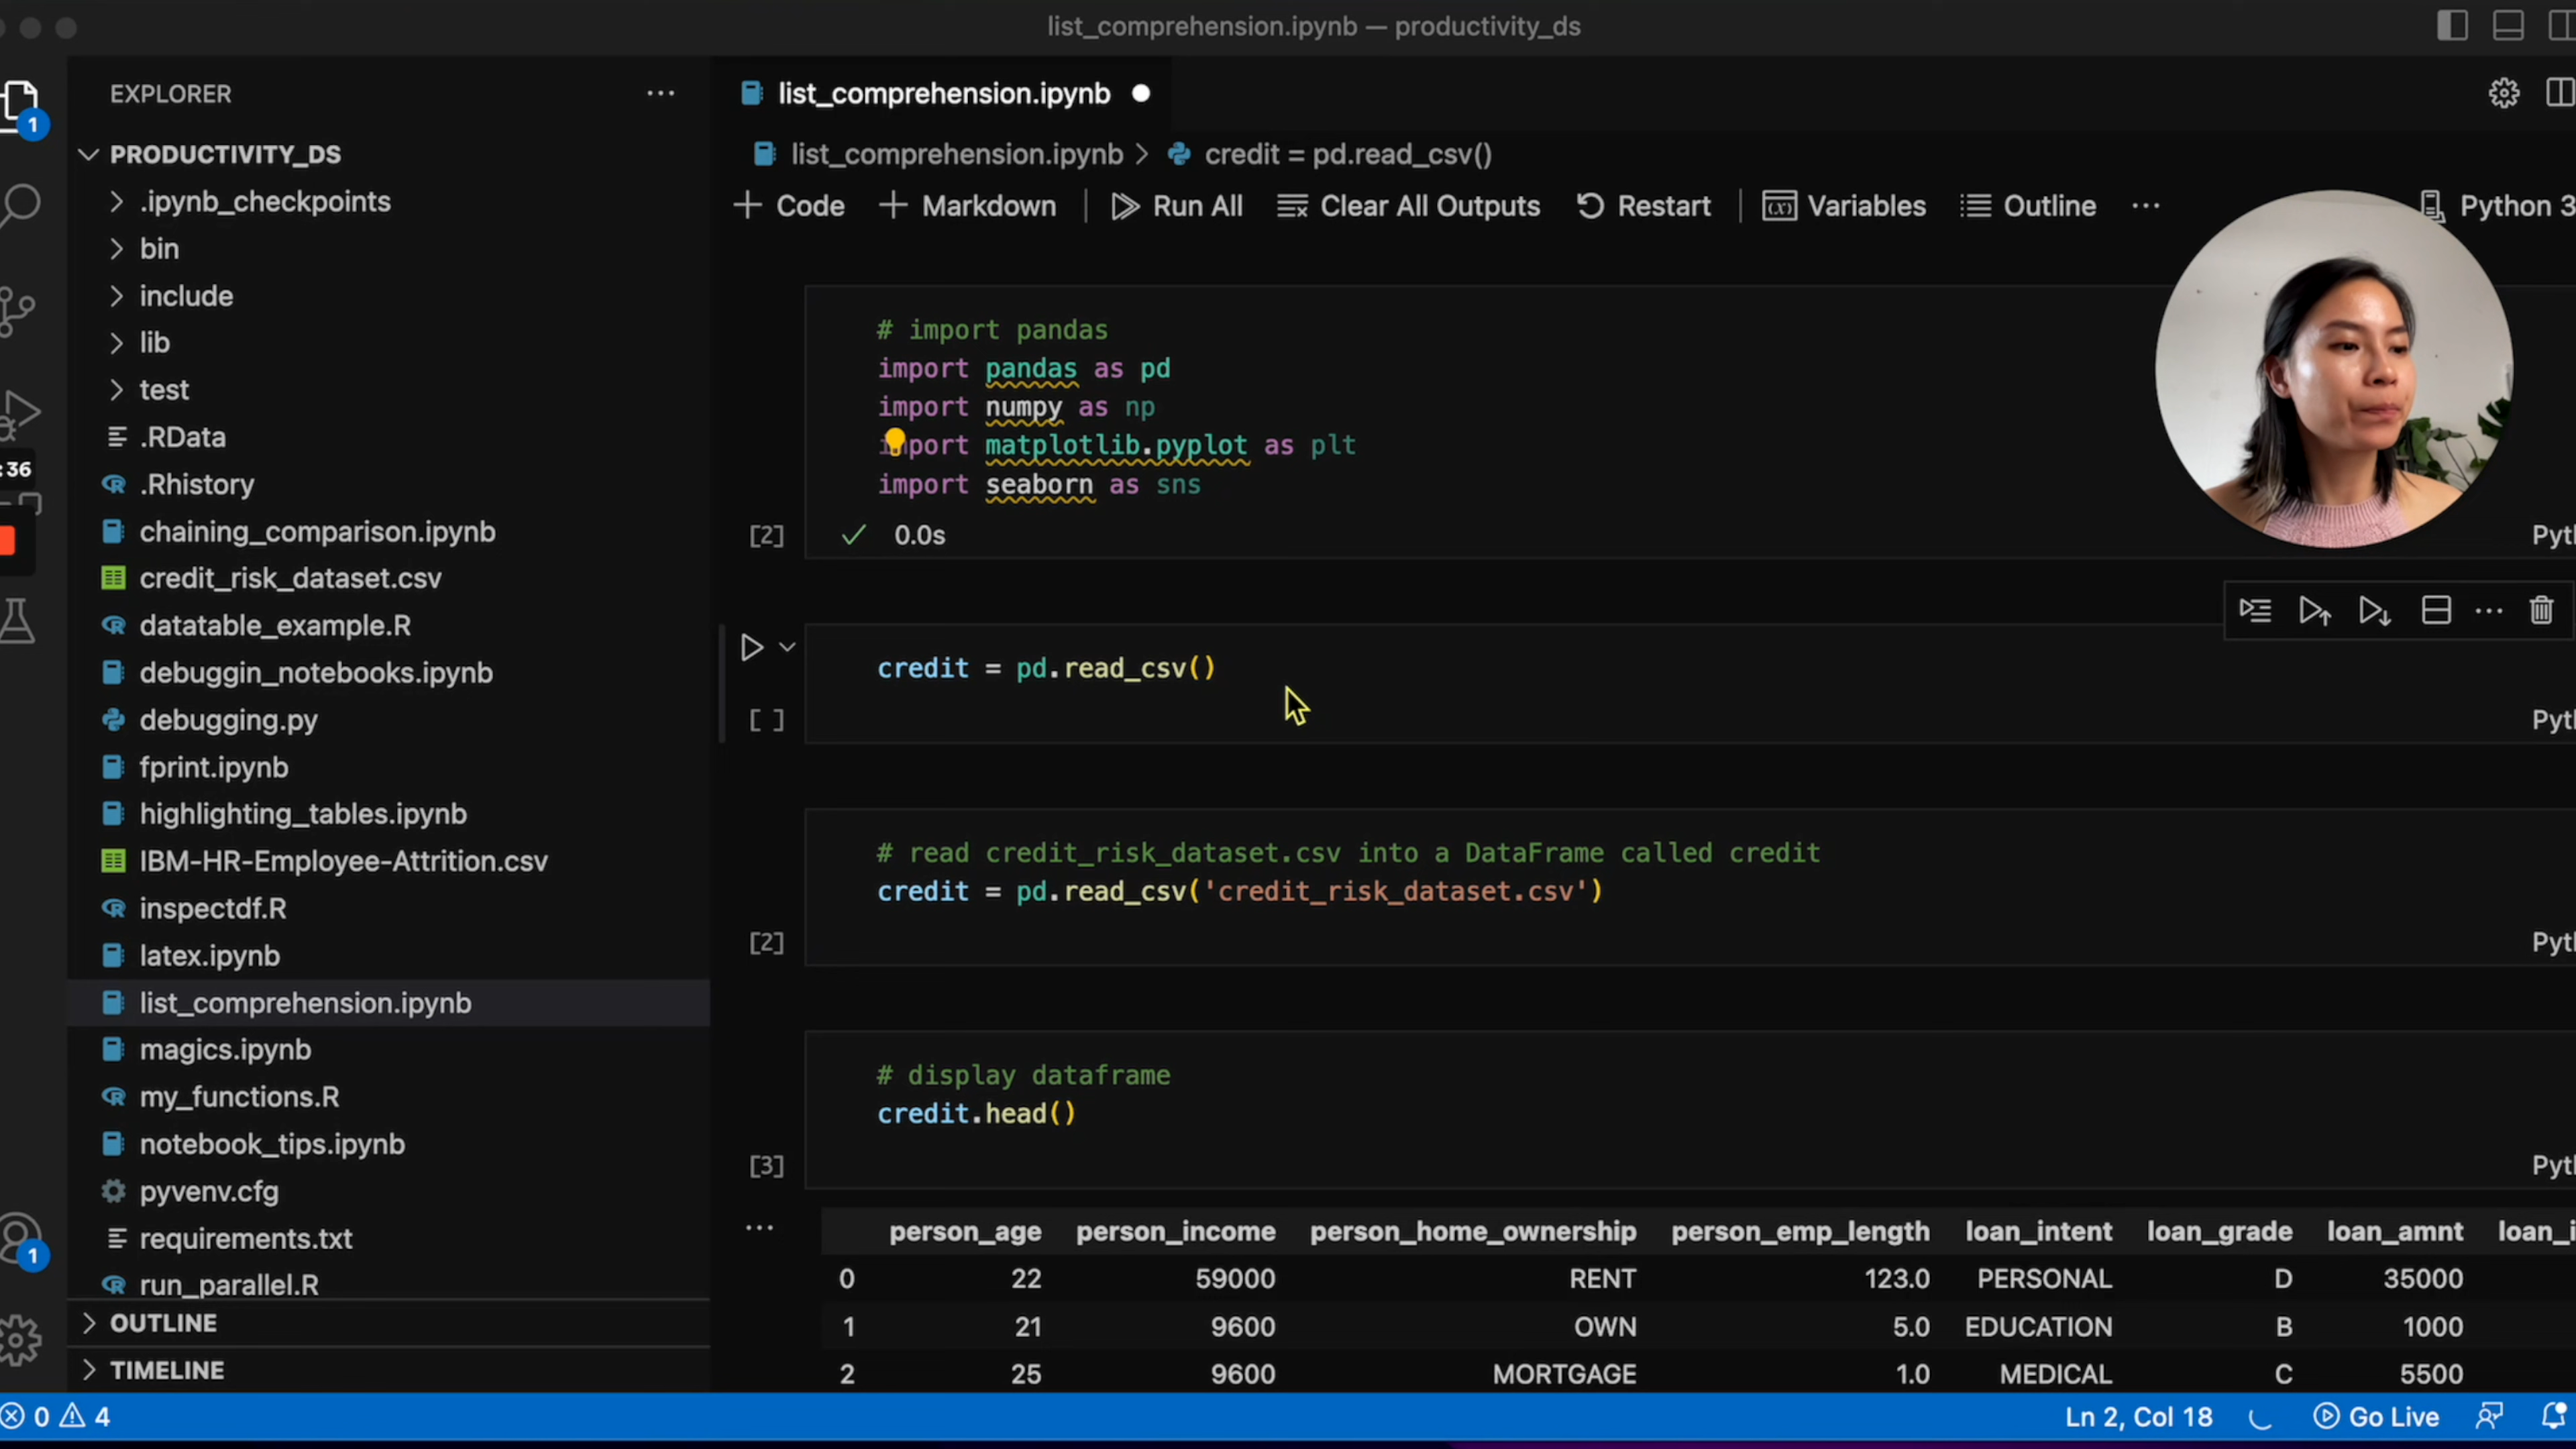 list_comprehension.ipynb — productivity_ds
EXPLORER
1
PRODUCTIVITY_DS
.ipynb_checkpoints
bin
include
lib
test
.RData
:36
.Rhistory
chaining_comparison.ipynb
credit_risk_dataset.csv
datatable_example.R
debuggin_notebooks.ipynb
debugging.py
fprint.ipynb
highlighting_tables.ipynb
IBM-HR-Employee-Attrition.csv
inspectdf.R
latex.ipynb
list_comprehension.ipynb
magics.ipynb
my_functions.R
notebook_tips.ipynb
pyvenv.cfg
requirements.txt
1
run_parallel.R
OUTLINE
TIMELINE
list_comprehension.ipynb
list_comprehension.ipynb > credit = pd.read_csv()
+ Code + Markdown Run All Clear All Outputs Restart Variables Outline ... Python 3
# import pandas
import pandas as pd
import numpy as np
import matplotlib.pyplot as plt
import seaborn as sns
[2] ✓ 0.0s
Pyt
credit = pd.read_csv()
[ ]
Pyt
# read credit_risk_dataset.csv into a DataFrame called credit
credit = pd.read_csv('credit_risk_dataset.csv')
[2]
Pyt
# display dataframe
credit.head()
[3]
Pyt
person_age person_income person_home_ownership person_emp_length loan_intent loan_grade loan_amnt loan_i
0 22 59000 RENT 123.0 PERSONAL D 35000
1 21 9600 OWN 5.0 EDUCATION B 1000
2 25 9600 MORTGAGE 1.0 MEDICAL C 5500
0 4 Ln 2, Col 18 Go Live